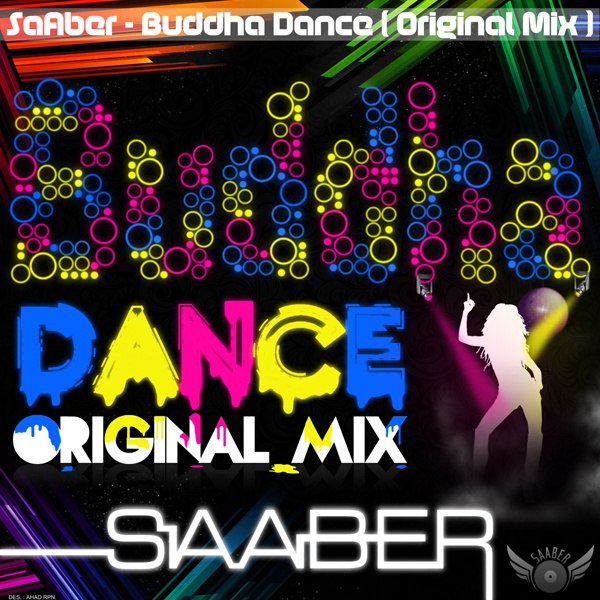 SaAber - Buddha Dance ( Original Mix )
Buddha
DANCE
ORIGINAL MIX
SAABER
SAABER
DES. : AHAD RPN